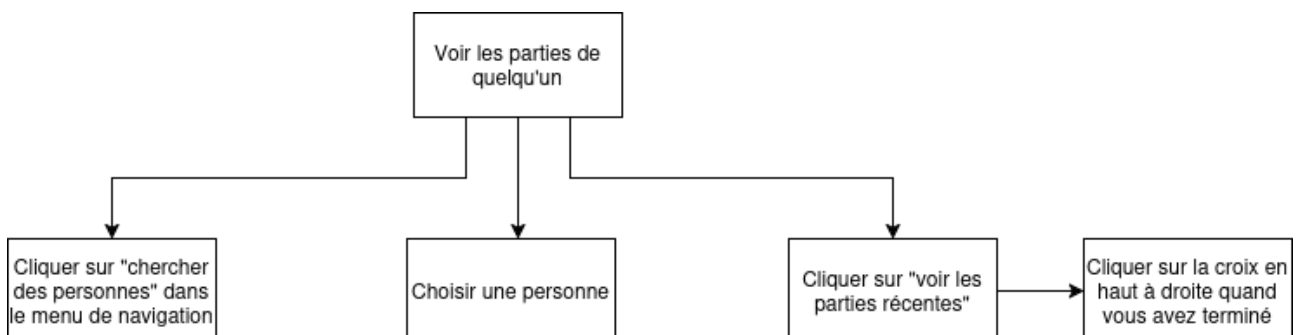 Voir les parties de
quelqu'un
Cliquer sur "chercher
des personnes" dans
le menu de navigation
Choisir une personne
Cliquer sur "voir les
parties récentes"
Cliquer sur la croix en
haut à droite quand
vous avez terminé